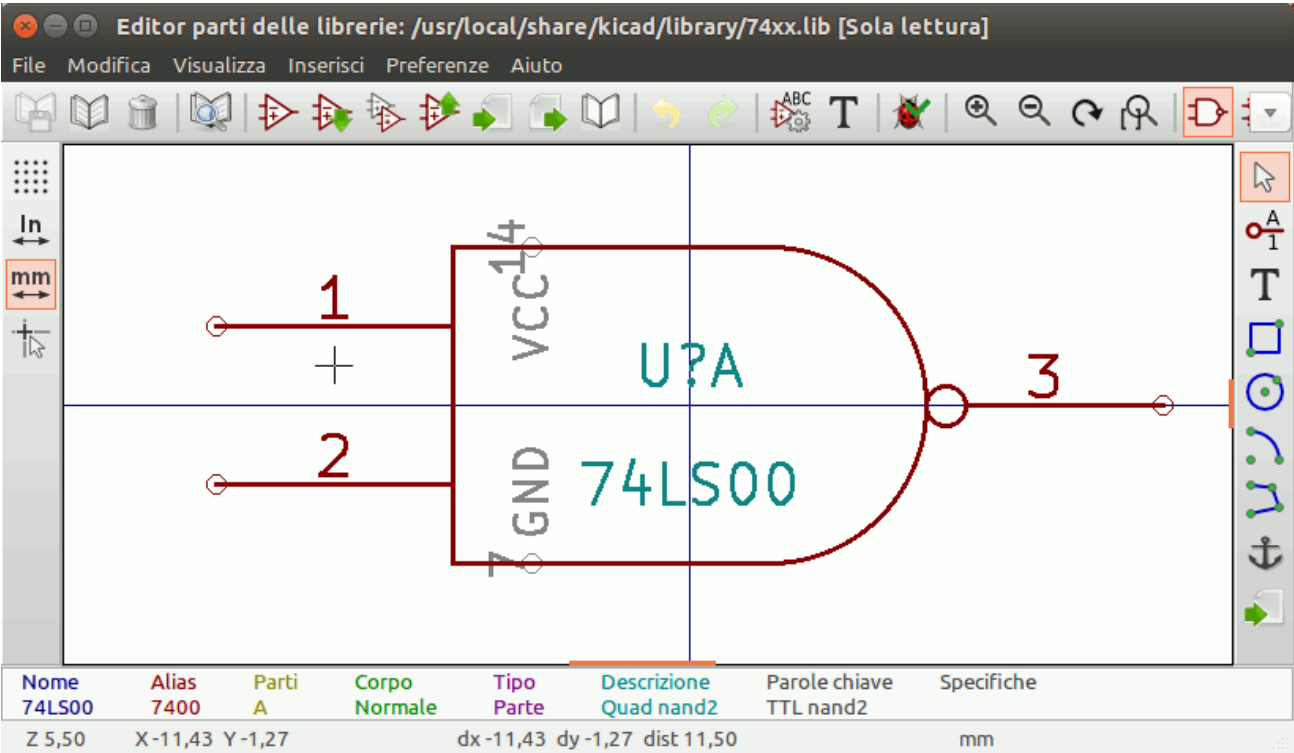 Editor parti delle librerie: /usr/local/share/kicad/library/74xx.lib [Sola lettura]
File Modifica Visualizza Inserisci Preferenze Aiuto
ABC
T
In
mm
A
1
T
14
VCC
1
U?A
3
2
GND
74LS00
7
Nome Alias Parti Corpo Tipo Descrizione Parole chiave Specifiche
74LS00 7400 A Normale Parte Quad nand2 TTL nand2
Z 5,50 X -11,43 Y -1,27 dx -11,43 dy -1,27 dist 11,50 mm